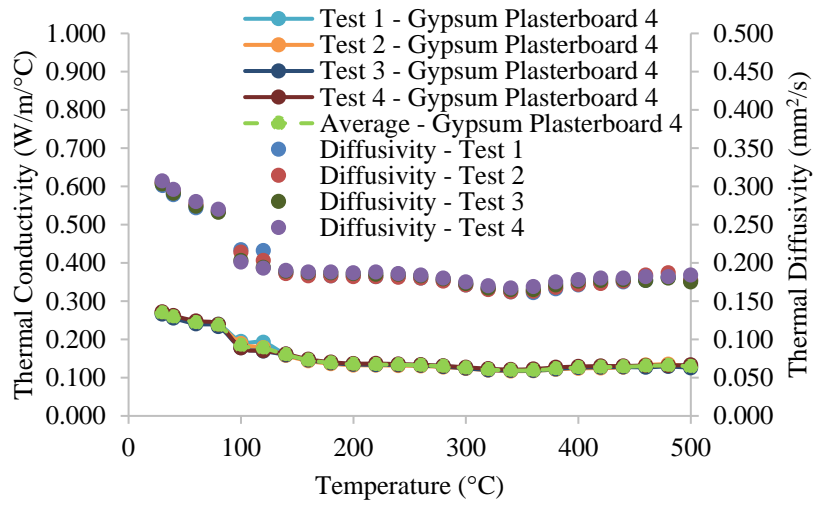 Test 1 - Gypsum Plasterboard 4
Test 2 - Gypsum Plasterboard 4
Test 3 - Gypsum Plasterboard 4
Test 4 - Gypsum Plasterboard 4
Average - Gypsum Plasterboard 4
Diffusivity - Test 1
Diffusivity - Test 2
Diffusivity - Test 3
Diffusivity - Test 4
Thermal Conductivity (W/m/°C)
1.000
0.900
0.800
0.700
0.600
0.500
0.400
0.300
0.200
0.100
0.000
0.500
0.450
0.400
0.350
0.300
0.250
0.200
0.150
0.100
0.050
0.000
Thermal Diffusivity (mm²/s)
0
100
200
300
400
500
Temperature (°C)